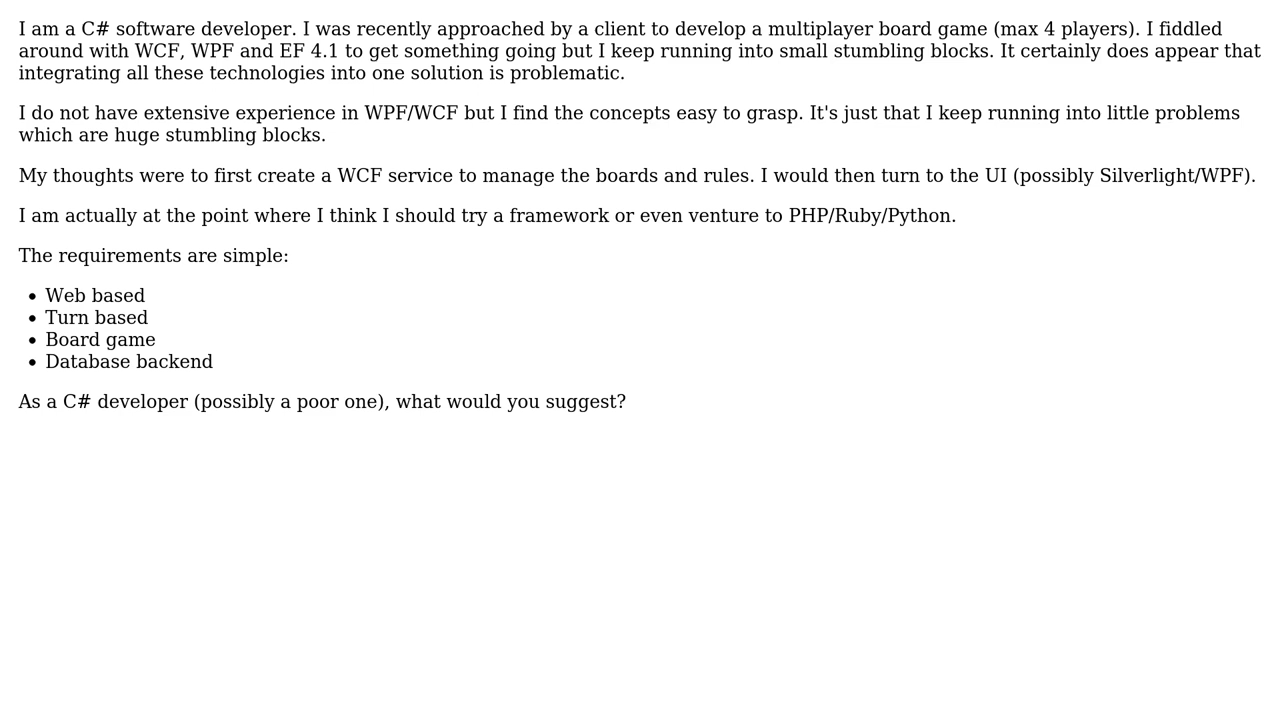 I am a C# software developer. I was recently approached by a client to develop a multiplayer board game (max 4 players). I fiddled
around with WCF, WPF and EF 4.1 to get something going but I keep running into small stumbling blocks. It certainly does appear that
integrating all these technologies into one solution is problematic.
I do not have extensive experience in WPF/WCF but I find the concepts easy to grasp. It's just that I keep running into little problems
which are huge stumbling blocks.
My thoughts were to first create a WCF service to manage the boards and rules. I would then turn to the UI (possibly Silverlight/WPF).
I am actually at the point where I think I should try a framework or even venture to PHP/Ruby/Python.
The requirements are simple:
• Web based
• Turn based
• Board game
• Database backend
As a C# developer (possibly a poor one), what would you suggest?